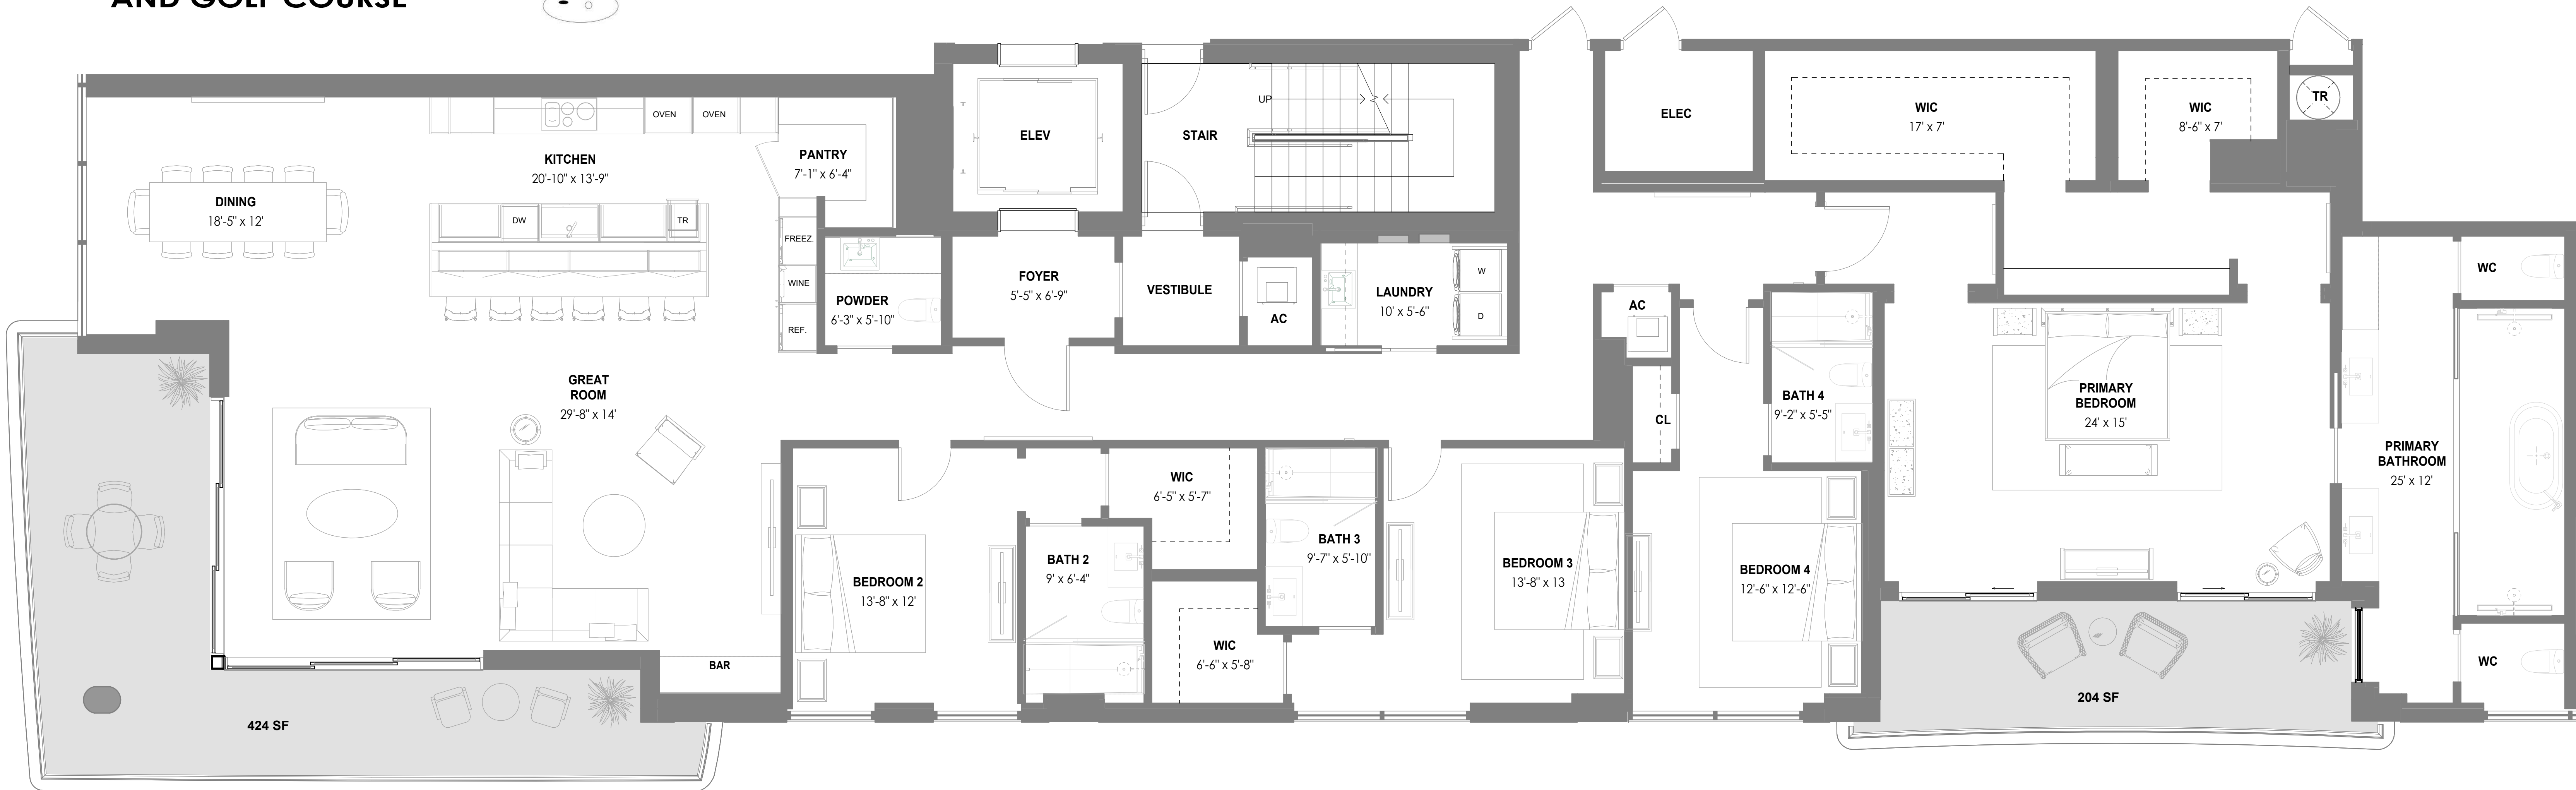 AND GOLF COURSE
DINING
18'-5" x 12'
KITCHEN
20'-10" x 13'-9"
OVEN
OVEN
DW
TR
PANTRY
7'-1" x 6'-4"
FREEZ.
WINE
REF.
POWDER
6'-3" x 5'-10"
ELEV
FOYER
5'-5" x 6'-9"
STAIR
UP
VESTIBULE
AC
LAUNDRY
10' x 5'-6"
W
D
ELEC
WIC
17' x 7'
WIC
8'-6" x 7'
TR
GREAT
ROOM
29'-8" x 14'
BAR
424 SF
BEDROOM 2
13'-8" x 12'
BATH 2
9' x 6'-4"
WIC
6'-5" x 5'-7"
WIC
6'-6" x 5'-8"
BATH 3
9'-7" x 5'-10"
BEDROOM 3
13'-8" x 13
AC
CL
BATH 4
9'-2" x 5'-5"
BEDROOM 4
12'-6" x 12'-6"
PRIMARY
BEDROOM
24' x 15'
204 SF
PRIMARY
BATHROOM
25' x 12'
WC
WC